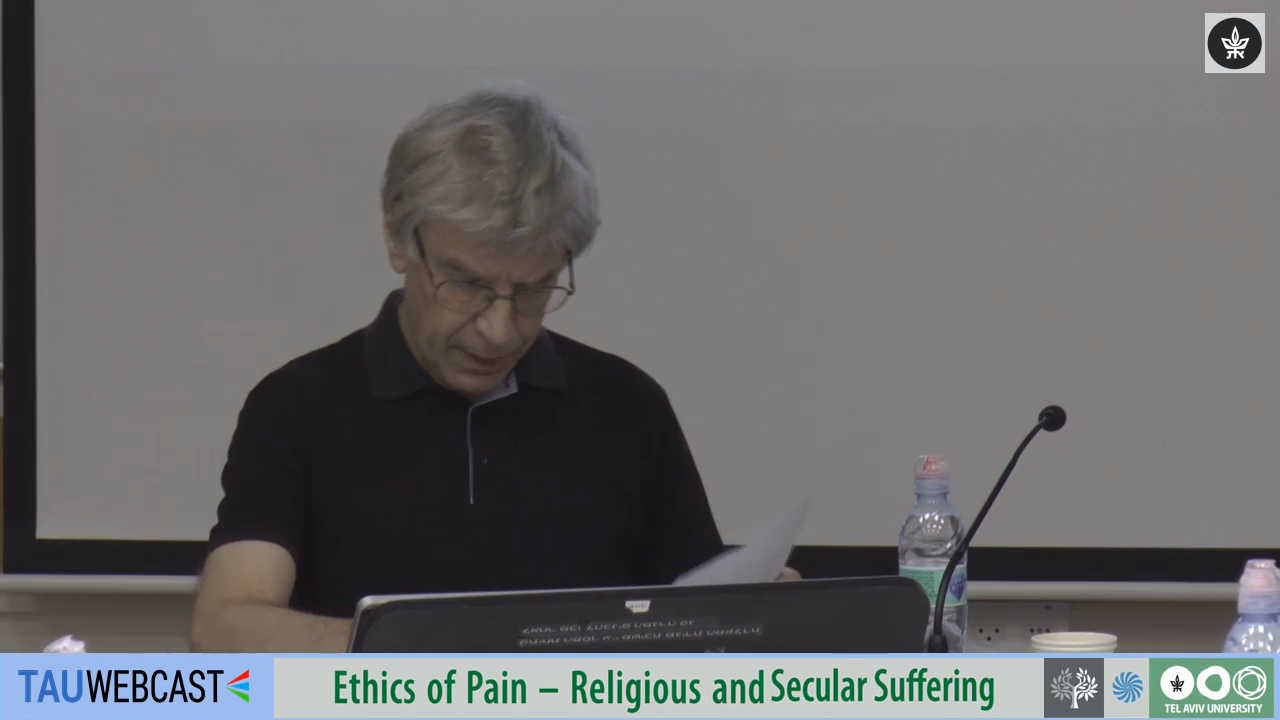 TAUWEBCAST
Ethics of Pain – Religious and Secular Suffering
TEL AVIV UNIVERSITY